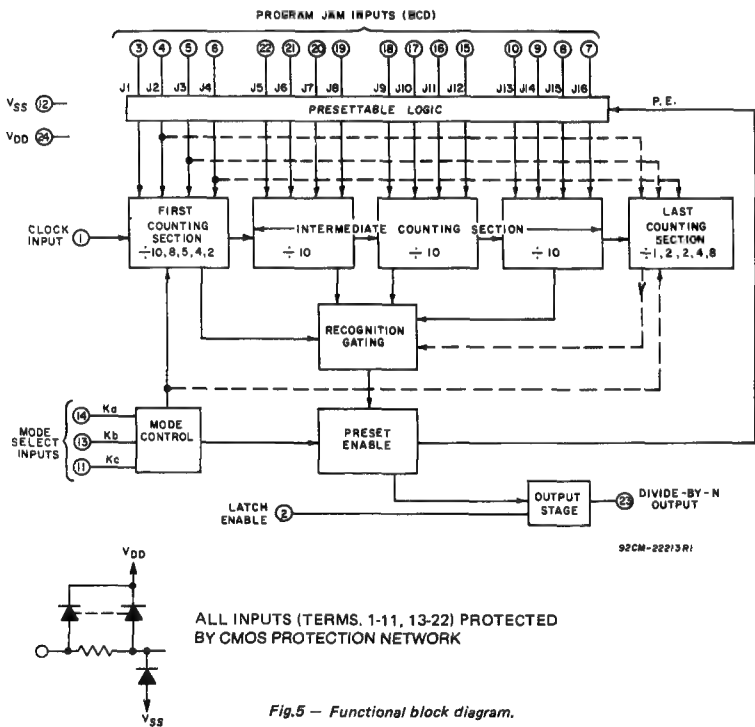 PROGRAM JAM INPUTS (BCD)
3 4 5 6 22 21 20 19 18 17 16 15 10 9 8 7
J1 J2 J3 J4 J5 J6 J7 J8 J9 J10 J11 J12 J13 J14 J15 J16
PRESETTABLE LOGIC
P.E.
VSS 12
VDD 24
CLOCK INPUT 1
FIRST
COUNTING
SECTION
÷10,8,5,4,2
INTERMEDIATE COUNTING SECTION
÷10
÷10
÷10
LAST
COUNTING
SECTION
÷1, 2, 2, 4, 8
RECOGNITION
GATING
MODE
SELECT
INPUTS
14 Ka
13 Kb
11 Kc
MODE
CONTROL
PRESET
ENABLE
LATCH
ENABLE 2
OUTPUT
STAGE
23 DIVIDE-BY-N
OUTPUT
92CM-22213RI
VDD
VSS
ALL INPUTS (TERMS. 1-11, 13-22) PROTECTED
BY CMOS PROTECTION NETWORK
Fig.5 — Functional block diagram.